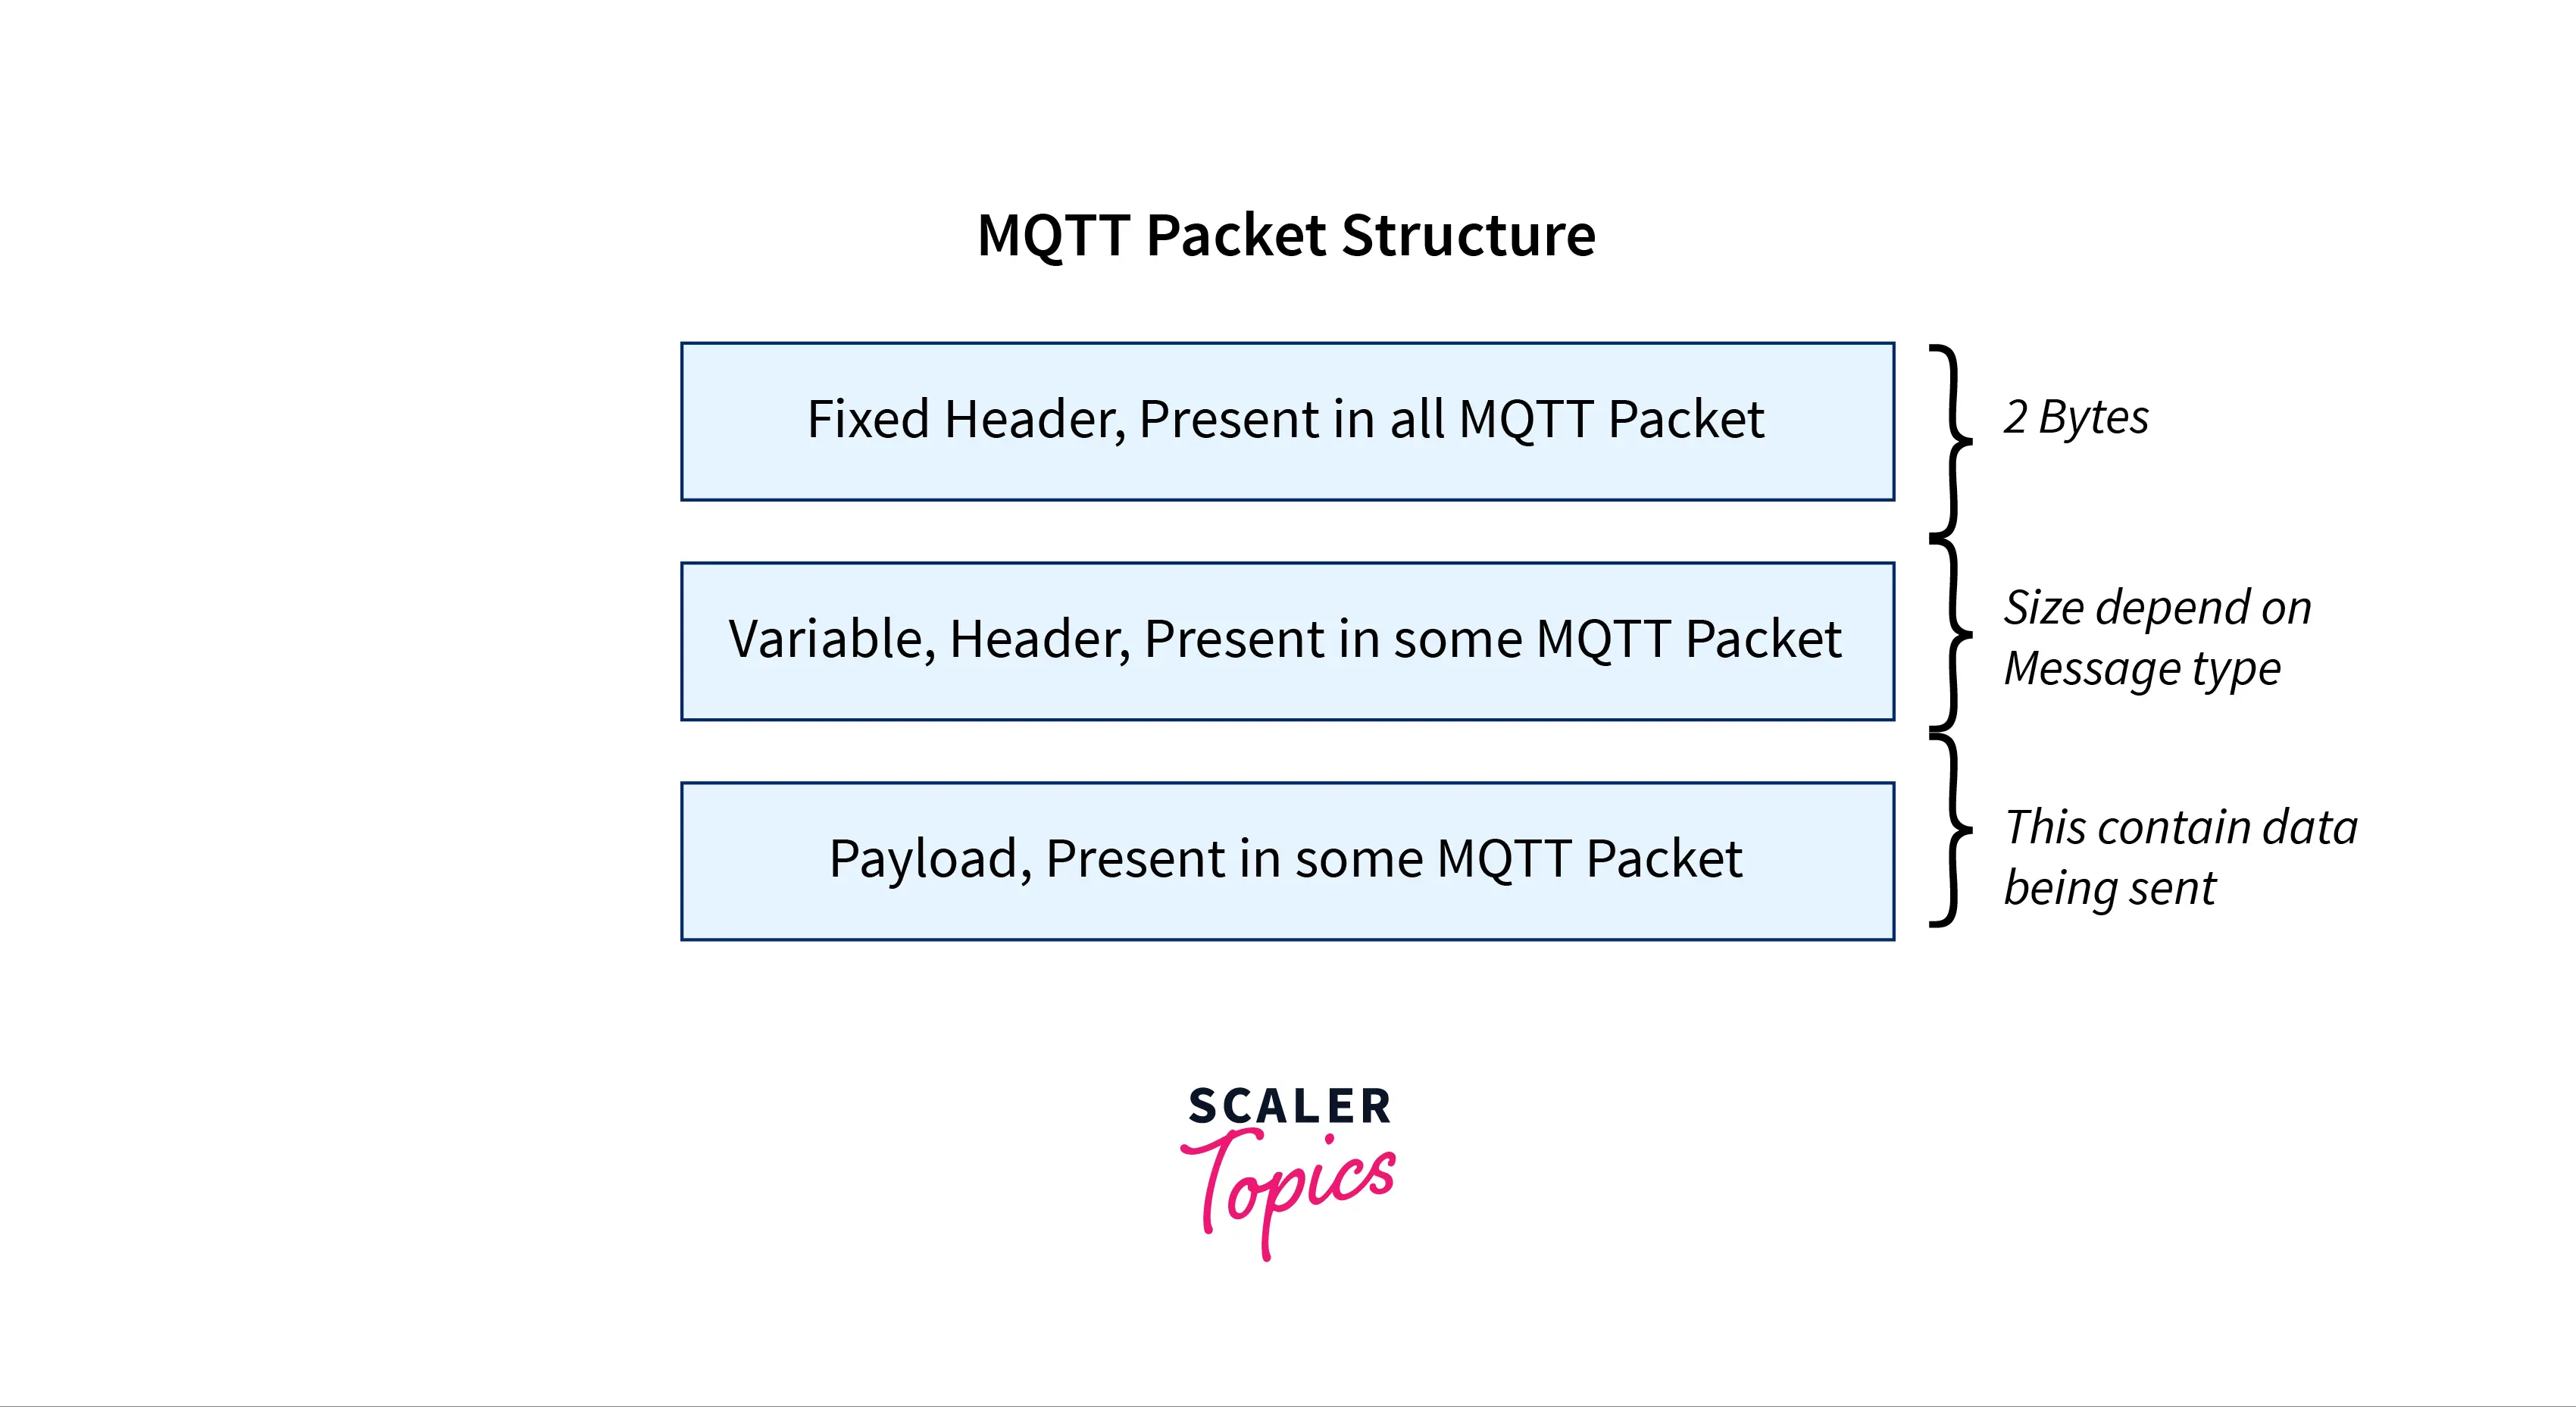 MQTT Packet Structure
Fixed Header, Present in all MQTT Packet
2 Bytes
Variable, Header, Present in some MQTT Packet
Size depend on
Message type
Payload, Present in some MQTT Packet
This contain data
being sent
SCALER
Topics